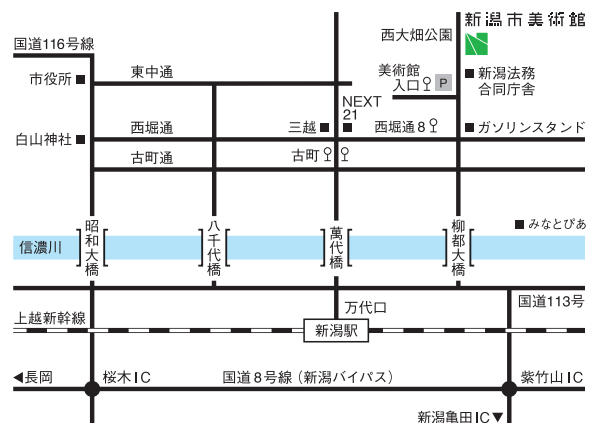 新潟市美術館
国道116号線
西大畑公園
市役所
東中通
美術館
入口
P
新潟法務
合同庁舎
NEXT
21
白山神社
西堀通
三越
西堀通8
ガソリンスタンド
古町通
古町
信濃川
昭和大橋
八千代橋
萬代橋
柳都大橋
みなとぴあ
国道113号
万代口
上越新幹線
新潟駅
◀長岡
桜木IC
国道8号線（新潟バイパス）
紫竹山IC
新潟亀田IC▼